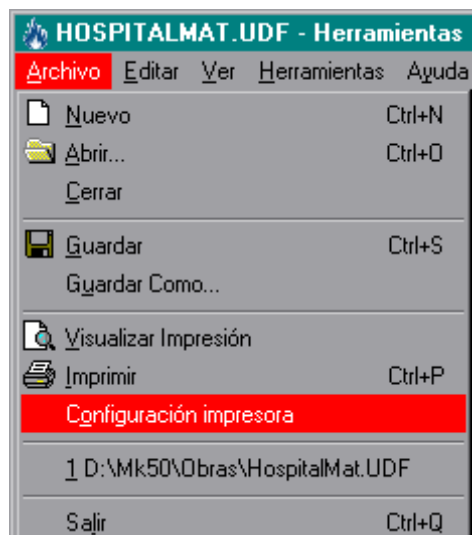 HOSPITALMAT.UDF - Herramientas
Archivo Editar Ver Herramientas Ayuda
Nuevo Ctrl+N
Abrir... Ctrl+O
Cerrar
Guardar Ctrl+S
Guardar Como...
Visualizar Impresión
Imprimir Ctrl+P
Configuración impresora
1 D:\Mk50\Obras\HospitalMat.UDF
Salir Ctrl+Q